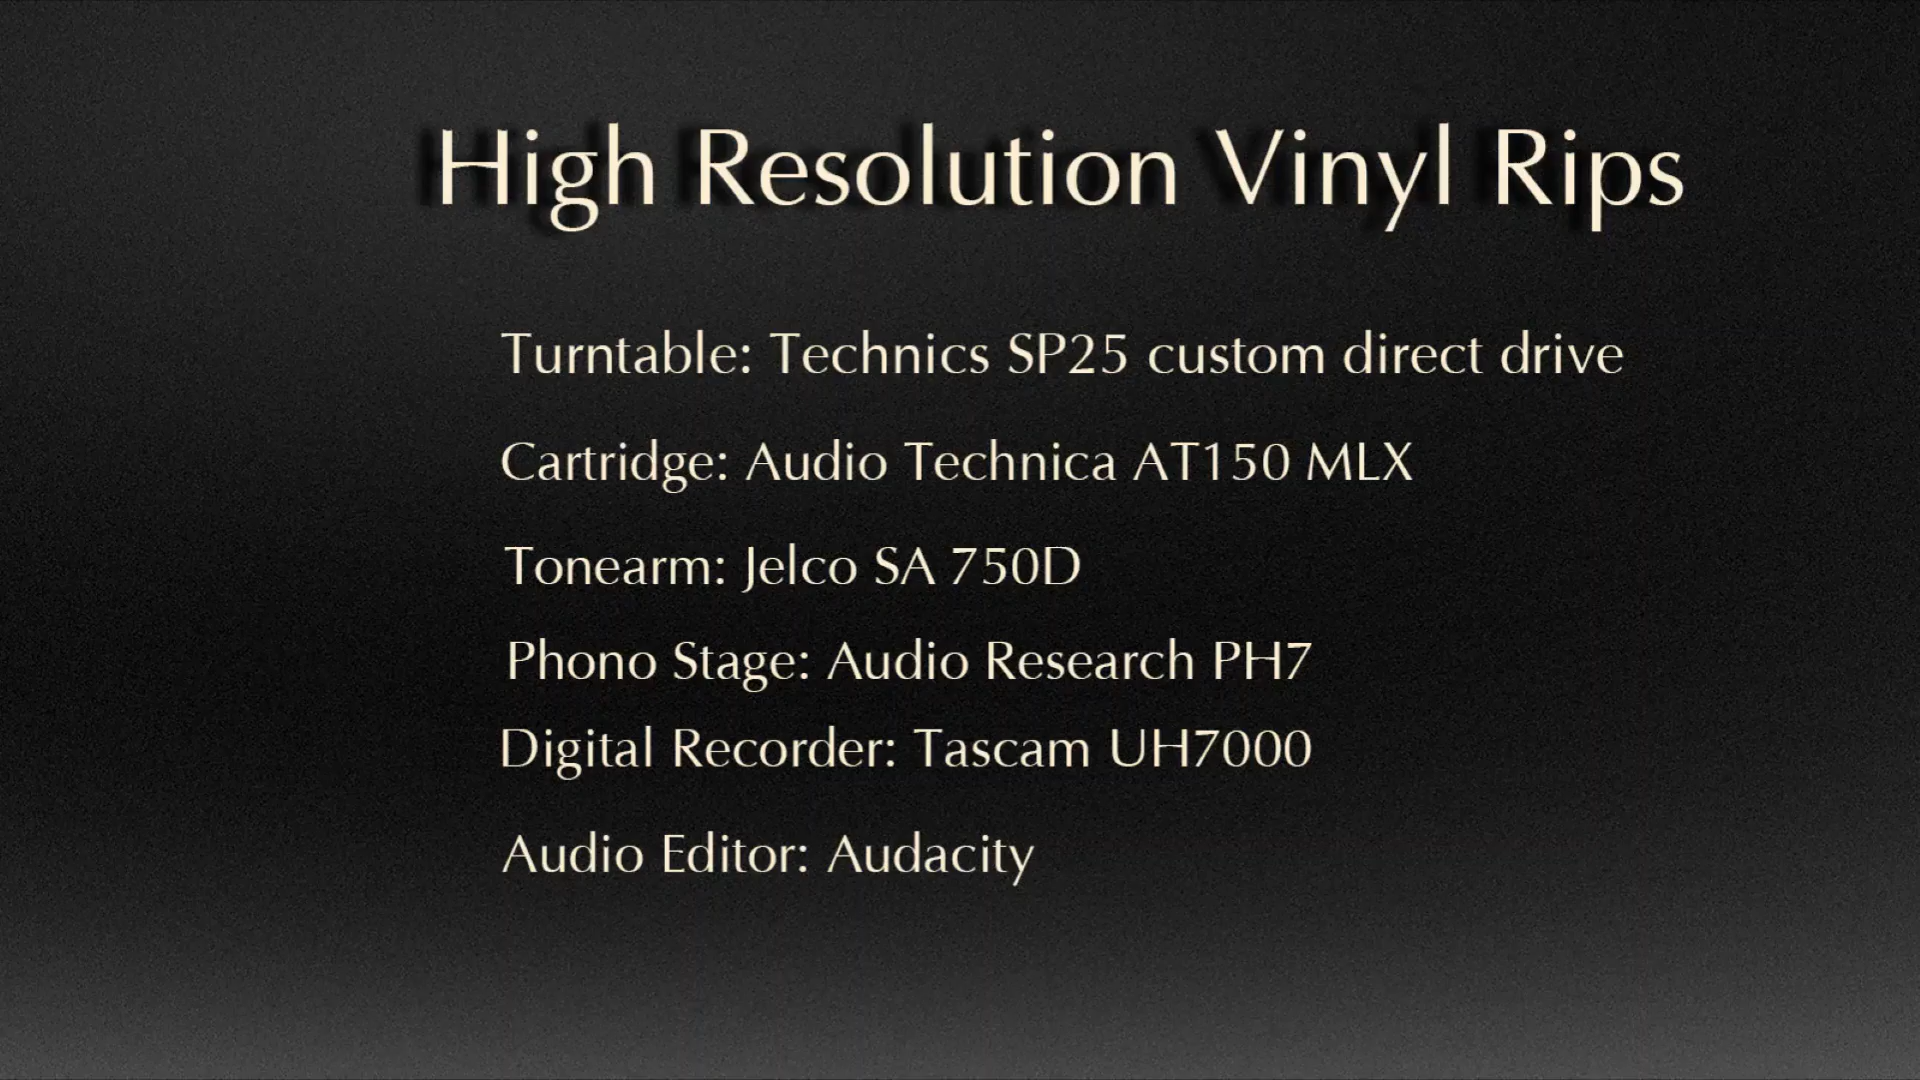 High Resolution Vinyl Rips
Turntable: Technics SP25 custom direct drive
Cartridge: Audio Technica AT150 MLX
Tonearm: Jelco SA 750D
Phono Stage: Audio Research PH7
Digital Recorder: Tascam UH7000
Audio Editor: Audacity